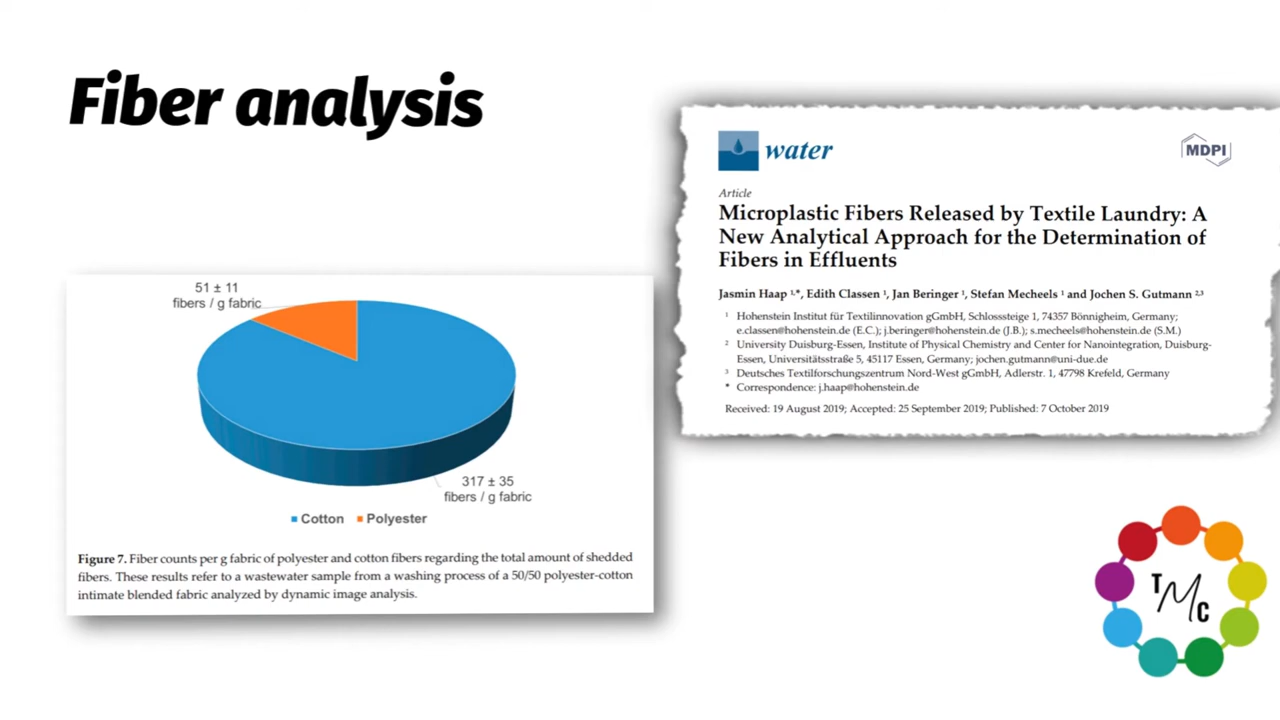 Fiber analysis
water
MDPI
Article
Microplastic Fibers Released by Textile Laundry: A
New Analytical Approach for the Determination of
Fibers in Effluents
Jasmin Haap ¹,*, Edith Classen ¹, Jan Beringer ¹, Stefan Mecheels ¹ and Jochen S. Gutmann ²,³
¹ Hohenstein Institut für Textilinnovation gGmbH, Schlosssteige 1, 74357 Bönnigheim, Germany;
e.classen@hohenstein.de (E.C.); j.beringer@hohenstein.de (J.B.); s.mecheels@hohenstein.de (S.M.)
² University Duisburg-Essen, Institute of Physical Chemistry and Center for Nanointegration, Duisburg-
Essen, Universitätsstraße 5, 45117 Essen, Germany; jochen.gutmann@uni-due.de
³ Deutsches Textilforschungszentrum Nord-West gGmbH, Adlerstr. 1, 47798 Krefeld, Germany
* Correspondence: j.haap@hohenstein.de
Received: 19 August 2019; Accepted: 25 September 2019; Published: 7 October 2019
51 ± 11
fibers / g fabric
317 ± 35
fibers / g fabric
Cotton Polyester
Figure 7. Fiber counts per g fabric of polyester and cotton fibers regarding the total amount of shedded
fibers. These results refer to a wastewater sample from a washing process of a 50/50 polyester-cotton
intimate blended fabric analyzed by dynamic image analysis.
TMC